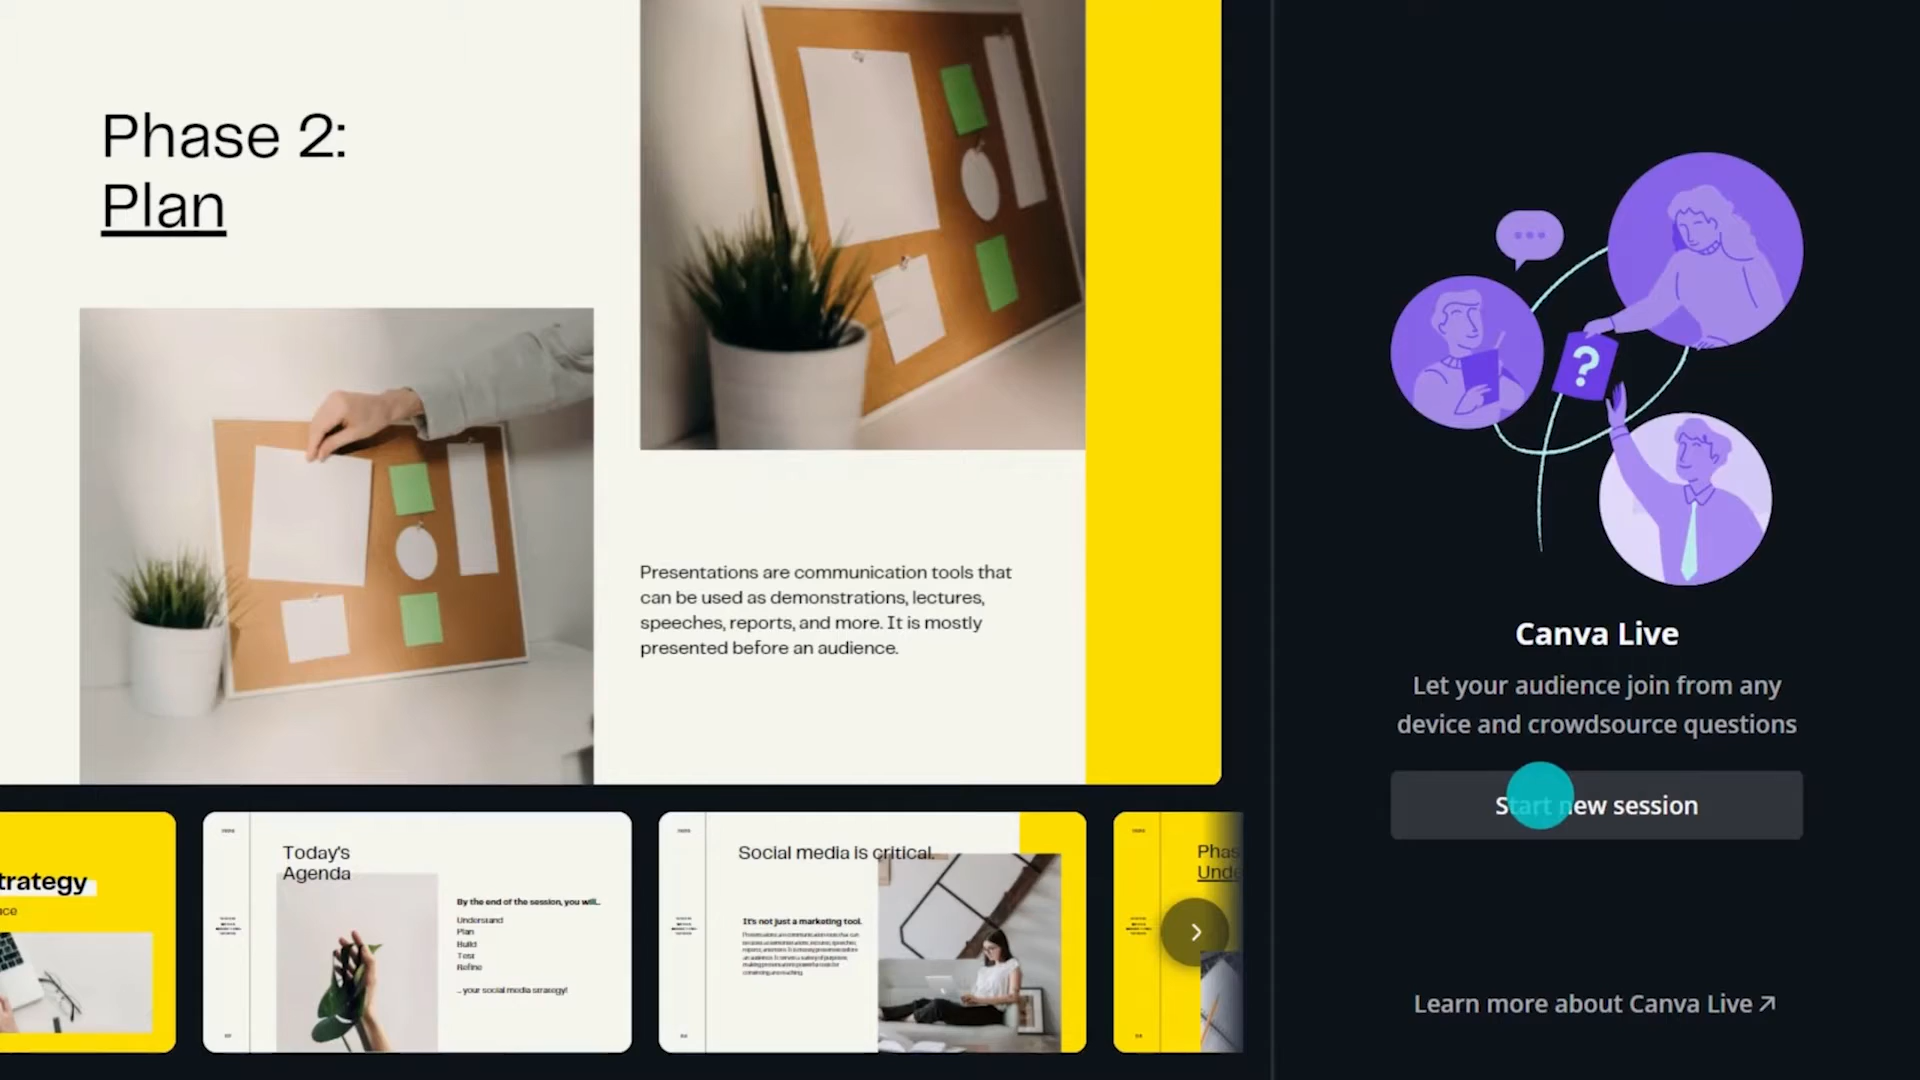 Phase 2:
Plan
Presentations are communication tools that
can be used as demonstrations, lectures,
speeches, reports, and more. It is mostly
presented before an audience.
?
Canva Live
Let your audience join from any
device and crowdsource questions
Start new session
Learn more about Canva Live
trategy
Today's
Agenda
By the end of the session, you will...
Understand
Plan
Build
Test
Refine
... your social media strategy!
Social media is critical.
It's not just a marketing tool.
Phas
Unde